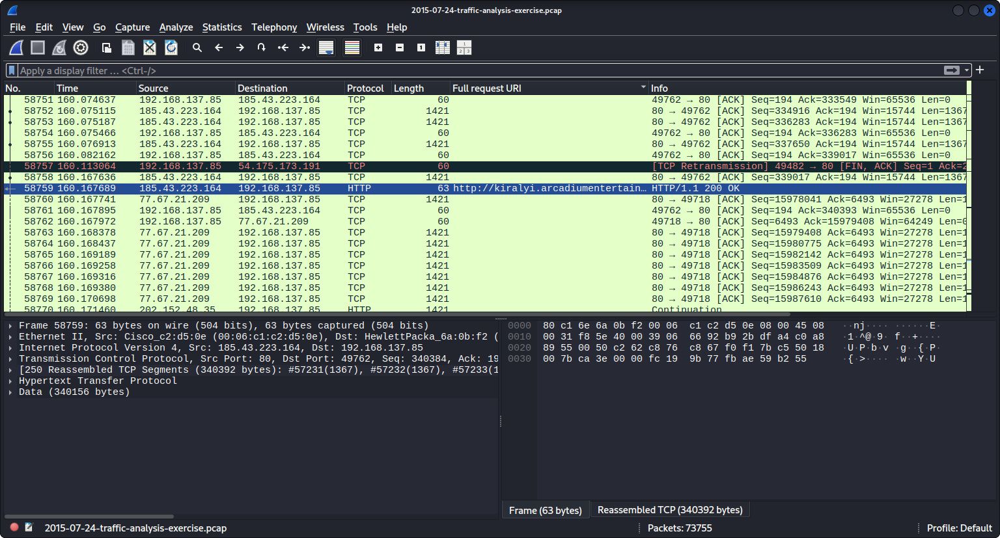 2015-07-24-traffic-analysis-exercise.pcap
File Edit View Go Capture Analyze Statistics Telephony Wireless Tools Help
Apply a display filter ... <Ctrl-/>
No. Time Source Destination Protocol Length Full request URI Info
58751 160.074637 192.168.137.85 185.43.223.164 TCP 60 49762 → 80 [ACK] Seq=194 Ack=333549 Win=65536 Len=0
58752 160.075115 185.43.223.164 192.168.137.85 TCP 1421 80 → 49762 [ACK] Seq=334916 Ack=194 Win=15744 Len=1367
58753 160.075187 185.43.223.164 192.168.137.85 TCP 1421 80 → 49762 [ACK] Seq=336283 Ack=194 Win=15744 Len=1367
58754 160.075466 192.168.137.85 185.43.223.164 TCP 60 49762 → 80 [ACK] Seq=194 Ack=336283 Win=65536 Len=0
58755 160.076913 185.43.223.164 192.168.137.85 TCP 1421 80 → 49762 [ACK] Seq=337650 Ack=194 Win=15744 Len=1367
58756 160.082162 192.168.137.85 185.43.223.164 TCP 60 49762 → 80 [ACK] Seq=194 Ack=339017 Win=65536 Len=0
58757 160.113064 192.168.137.85 54.175.173.191 TCP 60 [TCP Retransmission] 49482 → 80 [FIN, ACK] Seq=1 Ack=2
58758 160.167636 185.43.223.164 192.168.137.85 TCP 1421 80 → 49762 [ACK] Seq=339017 Ack=194 Win=15744 Len=1367
58759 160.167689 185.43.223.164 192.168.137.85 HTTP 63 http://kiralyi.arcadiumentertain… HTTP/1.1 200 OK
58760 160.167741 77.67.21.209 192.168.137.85 TCP 1421 80 → 49718 [ACK] Seq=15978041 Ack=6493 Win=27278 Len=1
58761 160.167895 192.168.137.85 185.43.223.164 TCP 60 49762 → 80 [ACK] Seq=194 Ack=340393 Win=65536 Len=0
58762 160.167972 192.168.137.85 77.67.21.209 TCP 60 49718 → 80 [ACK] Seq=6493 Ack=15979408 Win=64249 Len=0
58763 160.168378 77.67.21.209 192.168.137.85 TCP 1421 80 → 49718 [ACK] Seq=15979408 Ack=6493 Win=27278 Len=1
58764 160.168437 77.67.21.209 192.168.137.85 TCP 1421 80 → 49718 [ACK] Seq=15980775 Ack=6493 Win=27278 Len=1
58765 160.169189 77.67.21.209 192.168.137.85 TCP 1421 80 → 49718 [ACK] Seq=15982142 Ack=6493 Win=27278 Len=1
58766 160.169258 77.67.21.209 192.168.137.85 TCP 1421 80 → 49718 [ACK] Seq=15983509 Ack=6493 Win=27278 Len=1
58767 160.169316 77.67.21.209 192.168.137.85 TCP 1421 80 → 49718 [ACK] Seq=15984876 Ack=6493 Win=27278 Len=1
58768 160.169380 77.67.21.209 192.168.137.85 TCP 1421 80 → 49718 [ACK] Seq=15986243 Ack=6493 Win=27278 Len=1
58769 160.170698 77.67.21.209 192.168.137.85 TCP 1421 80 → 49718 [ACK] Seq=15987610 Ack=6493 Win=27278 Len=1
58770 160.171460 202.152.48.35 192.168.137.85 HTTP 1421 Continuation
Frame 58759: 63 bytes on wire (504 bits), 63 bytes captured (504 bits)
Ethernet II, Src: Cisco_c2:d5:0e (00:06:c1:c2:d5:0e), Dst: HewlettPacka_6a:0b:f2 (
Internet Protocol Version 4, Src: 185.43.223.164, Dst: 192.168.137.85
Transmission Control Protocol, Src Port: 80, Dst Port: 49762, Seq: 340384, Ack: 19
[250 Reassembled TCP Segments (340392 bytes): #57231(1367), #57232(1367), #57233(1
Hypertext Transfer Protocol
Data (340156 bytes)
0000 80 c1 6e 6a 0b f2 00 06 c1 c2 d5 0e 08 00 45 08 ··nj···· ······E·
0010 00 31 f8 5e 40 00 39 06 66 92 b9 2b df a4 c0 a8 ·1·^@·9· f··+····
0020 89 55 00 50 c2 62 c8 76 c8 67 f0 f1 7b c5 50 18 ·U·P·b·v ·g··{·P·
0030 00 7b ca 3e 00 00 fc 19 9b 77 fb ae 59 b2 55 ·{·>···· ·w··Y·U
Frame (63 bytes) Reassembled TCP (340392 bytes)
2015-07-24-traffic-analysis-exercise.pcap Packets: 73755 Profile: Default